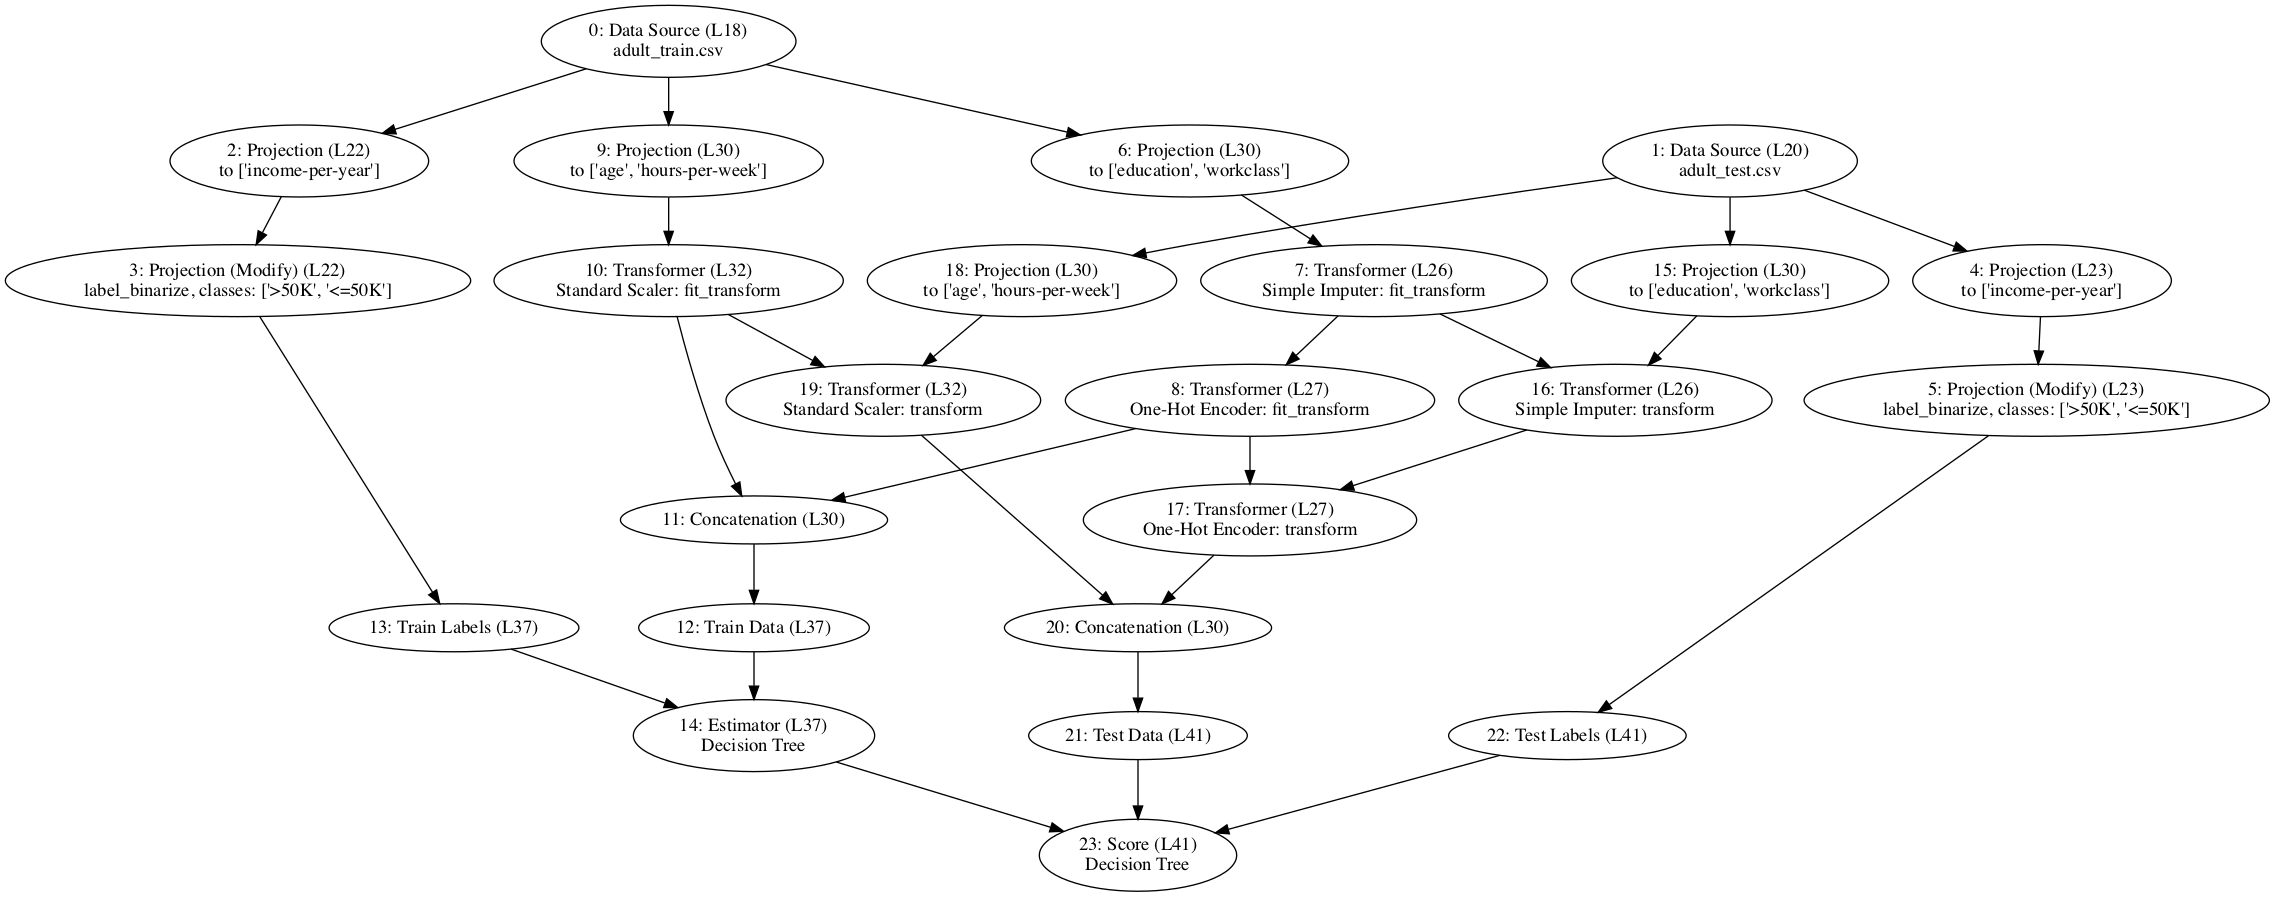 0: Data Source (L18)
adult_train.csv
2: Projection (L22)
to ['income-per-year']
9: Projection (L30)
to ['age', 'hours-per-week']
6: Projection (L30)
to ['education', 'workclass']
1: Data Source (L20)
adult_test.csv
3: Projection (Modify) (L22)
label_binarize, classes: ['>50K', '<=50K']
10: Transformer (L32)
Standard Scaler: fit_transform
18: Projection (L30)
to ['age', 'hours-per-week']
7: Transformer (L26)
Simple Imputer: fit_transform
15: Projection (L30)
to ['education', 'workclass']
4: Projection (L23)
to ['income-per-year']
19: Transformer (L32)
Standard Scaler: transform
8: Transformer (L27)
One-Hot Encoder: fit_transform
16: Transformer (L26)
Simple Imputer: transform
5: Projection (Modify) (L23)
label_binarize, classes: ['>50K', '<=50K']
11: Concatenation (L30)
17: Transformer (L27)
One-Hot Encoder: transform
13: Train Labels (L37)
12: Train Data (L37)
20: Concatenation (L30)
14: Estimator (L37)
Decision Tree
21: Test Data (L41)
22: Test Labels (L41)
23: Score (L41)
Decision Tree